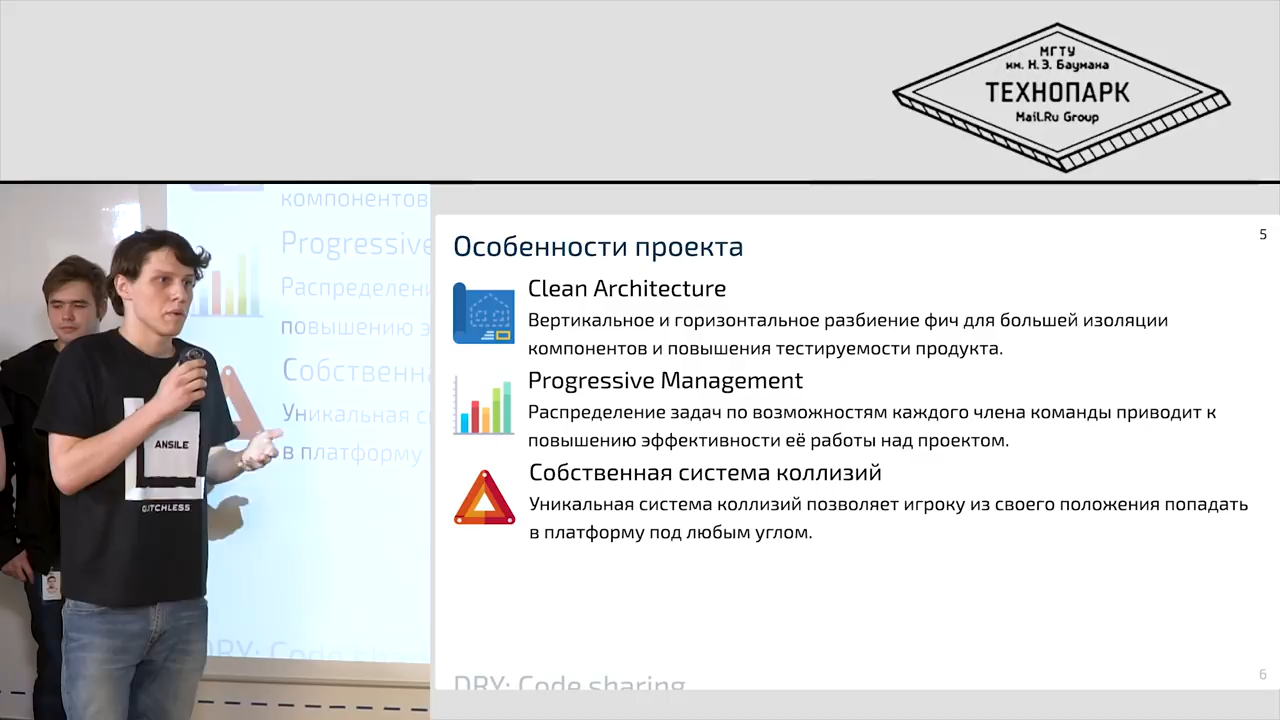 МГТУ
им. Н.Э. Баумана
ТЕХНОПАРК
Mail.Ru Group
компонентов
Progressive
Распределени
повышению э
Собственна
Уникальная с
в платформу
DRY: Code sha
ANSILE
GLITCHLESS
Особенности проекта
5
Clean Architecture
Вертикальное и горизонтальное разбиение фич для большей изоляции
компонентов и повышения тестируемости продукта.
Progressive Management
Распределение задач по возможностям каждого члена команды приводит к
повышению эффективности её работы над проектом.
Собственная система коллизий
Уникальная система коллизий позволяет игроку из своего положения попадать
в платформу под любым углом.
6
DRY: Code sharing